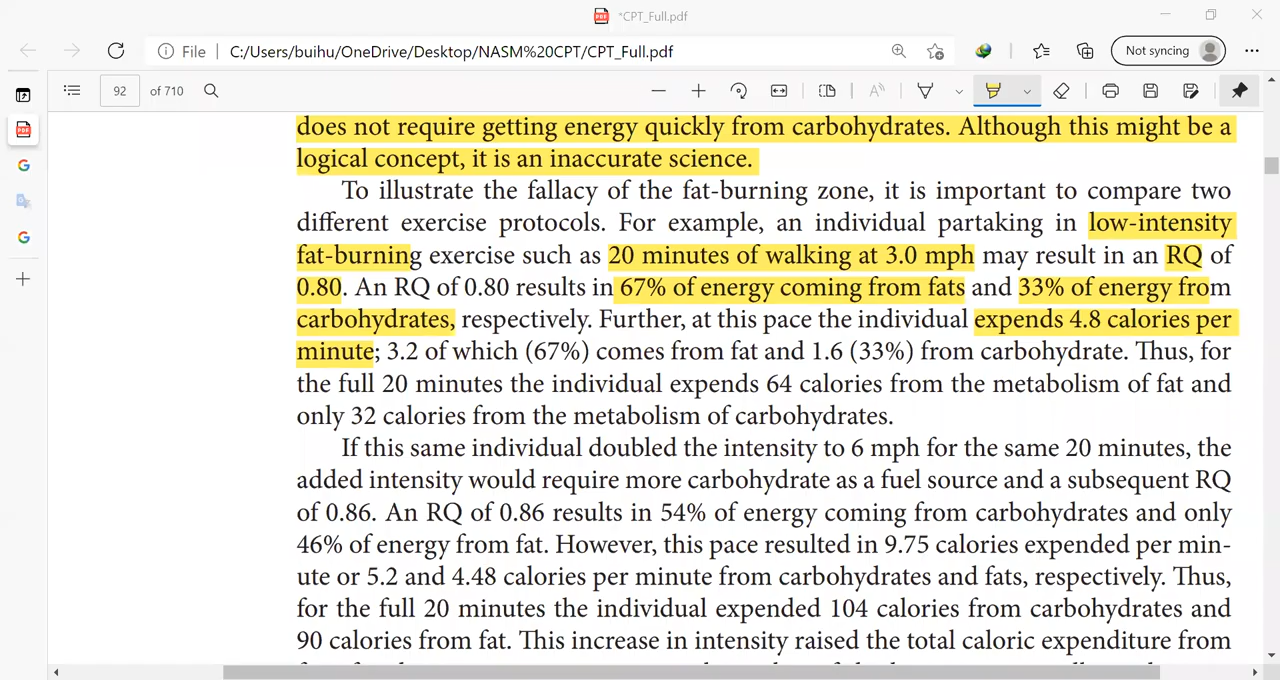 *CPT_Full.pdf
File | C:/Users/buihu/OneDrive/Desktop/NASM%20CPT/CPT_Full.pdf
Not syncing
92 of 710
does not require getting energy quickly from carbohydrates. Although this might be a
logical concept, it is an inaccurate science.
To illustrate the fallacy of the fat-burning zone, it is important to compare two
different exercise protocols. For example, an individual partaking in low-intensity
fat-burning exercise such as 20 minutes of walking at 3.0 mph may result in an RQ of
0.80. An RQ of 0.80 results in 67% of energy coming from fats and 33% of energy from
carbohydrates, respectively. Further, at this pace the individual expends 4.8 calories per
minute; 3.2 of which (67%) comes from fat and 1.6 (33%) from carbohydrate. Thus, for
the full 20 minutes the individual expends 64 calories from the metabolism of fat and
only 32 calories from the metabolism of carbohydrates.
If this same individual doubled the intensity to 6 mph for the same 20 minutes, the
added intensity would require more carbohydrate as a fuel source and a subsequent RQ
of 0.86. An RQ of 0.86 results in 54% of energy coming from carbohydrates and only
46% of energy from fat. However, this pace resulted in 9.75 calories expended per min-
ute or 5.2 and 4.48 calories per minute from carbohydrates and fats, respectively. Thus,
for the full 20 minutes the individual expended 104 calories from carbohydrates and
90 calories from fat. This increase in intensity raised the total caloric expenditure from